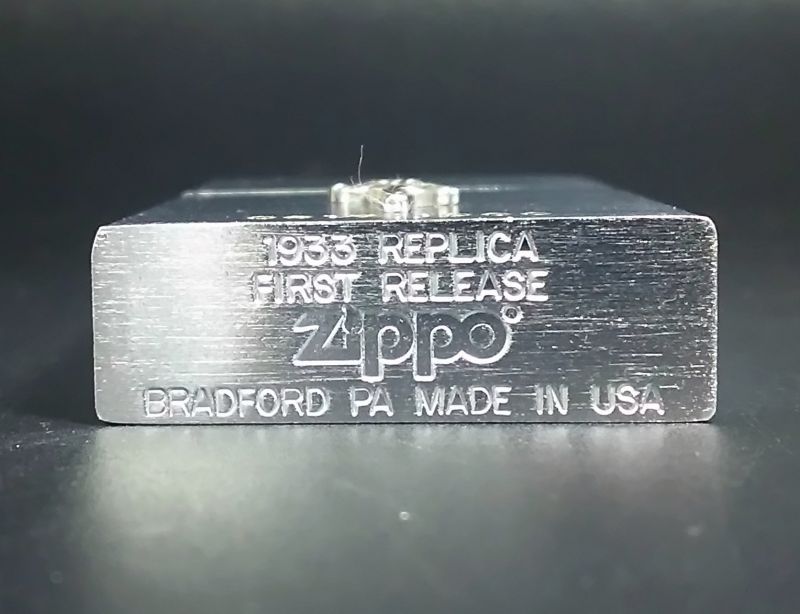 1933 REPLICA
FIRST RELEASE
Zippo®
BRADFORD PA MADE IN USA